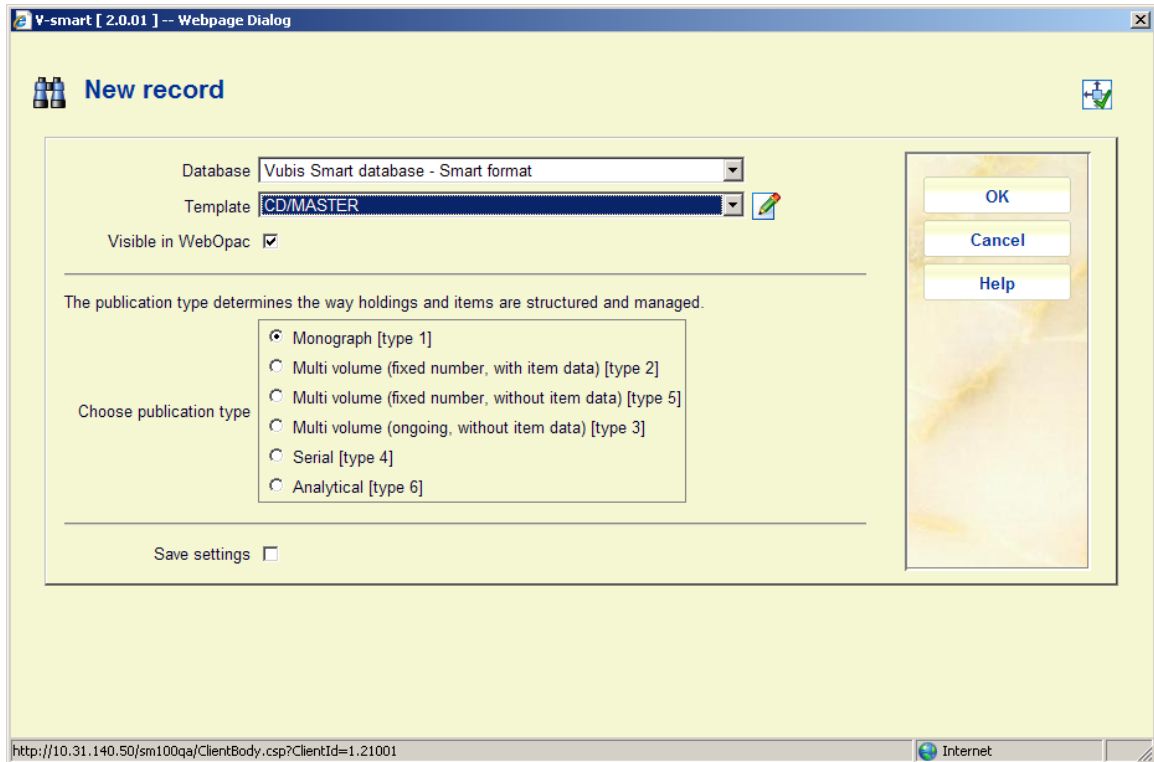 V-smart [ 2.0.01 ] -- Webpage Dialog
New record
Database Vubis Smart database - Smart format
Template CD/MASTER
Visible in WebOpac
OK
Cancel
Help
The publication type determines the way holdings and items are structured and managed.
Choose publication type
Monograph [type 1]
Multi volume (fixed number, with item data) [type 2]
Multi volume (fixed number, without item data) [type 5]
Multi volume (ongoing, without item data) [type 3]
Serial [type 4]
Analytical [type 6]
Save settings
http://10.31.140.50/sm100qa/ClientBody.csp?ClientId=1.21001
Internet